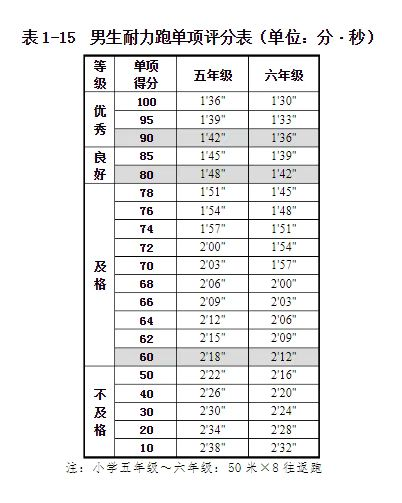 表1-15 男生耐力跑单项评分表（单位：分·秒）
等级 单项得分 五年级 六年级
优秀 100 1'36" 1'30"
95 1'39" 1'33"
90 1'42" 1'36"
良好 85 1'45" 1'39"
80 1'48" 1'42"
及格 78 1'51" 1'45"
76 1'54" 1'48"
74 1'57" 1'51"
72 2'00" 1'54"
70 2'03" 1'57"
68 2'06" 2'00"
66 2'09" 2'03"
64 2'12" 2'06"
62 2'15" 2'09"
60 2'18" 2'12"
不及格 50 2'22" 2'16"
40 2'26" 2'20"
30 2'30" 2'24"
20 2'34" 2'28"
10 2'38" 2'32"
注：小学五年级～六年级：50米×8往返跑